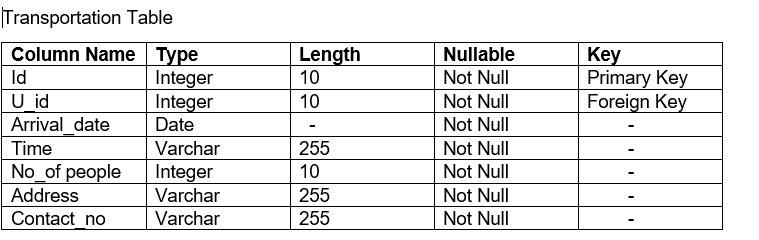 Transportation Table
Column Name Type Length Nullable Key
Id Integer 10 Not Null Primary Key
U_id Integer 10 Not Null Foreign Key
Arrival_date Date - Not Null -
Time Varchar 255 Not Null -
No_of people Integer 10 Not Null -
Address Varchar 255 Not Null -
Contact_no Varchar 255 Not Null -